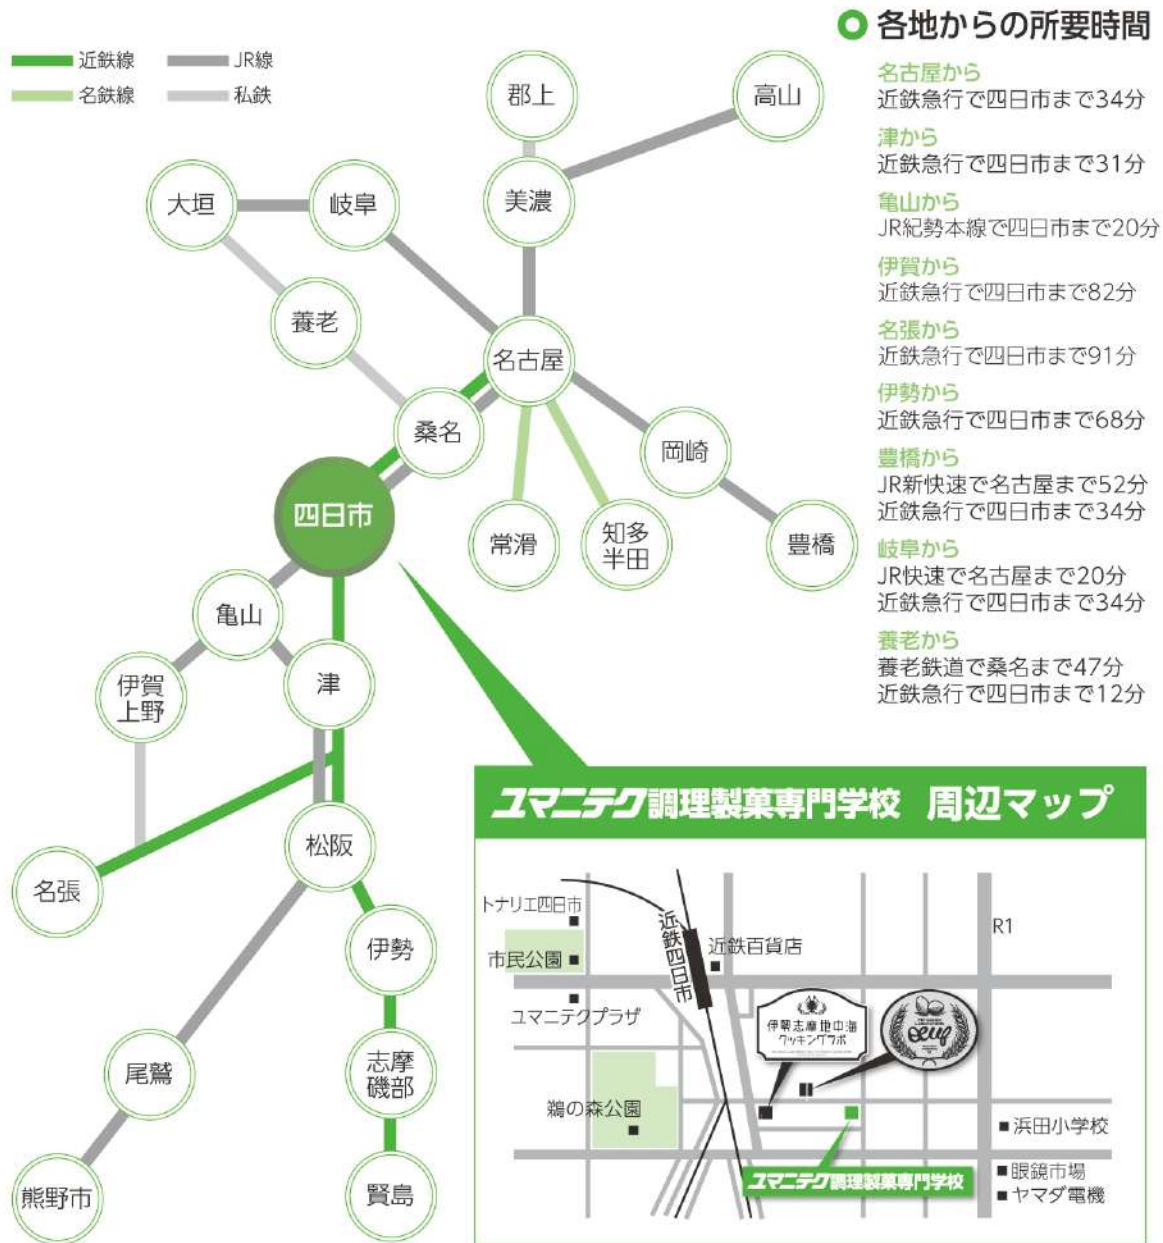 近鉄線
JR線
名鉄線
私鉄
郡上
高山
大垣
岐阜
美濃
養老
名古屋
桑名
岡崎
四日市
常滑
知多
半田
豊橋
亀山
伊賀
上野
津
松阪
名張
伊勢
尾鷲
志摩
磯部
熊野市
賢島
各地からの所要時間
名古屋から
近鉄急行で四日市まで34分
津から
近鉄急行で四日市まで31分
亀山から
JR紀勢本線で四日市まで20分
伊賀から
近鉄急行で四日市まで82分
名張から
近鉄急行で四日市まで91分
伊勢から
近鉄急行で四日市まで68分
豊橋から
JR新快速で名古屋まで52分
近鉄急行で四日市まで34分
岐阜から
JR快速で名古屋まで20分
近鉄急行で四日市まで34分
養老から
養老鉄道で桑名まで47分
近鉄急行で四日市まで12分
ユマニテク調理製菓専門学校 周辺マップ
トナリエ四日市
近鉄四日市
近鉄百貨店
R1
市民公園
ユマニテクプラザ
伊勢志摩地中海
クッキングラボ
oeuf
鵜の森公園
浜田小学校
眼鏡市場
ヤマダ電機
ユマニテク調理製菓専門学校